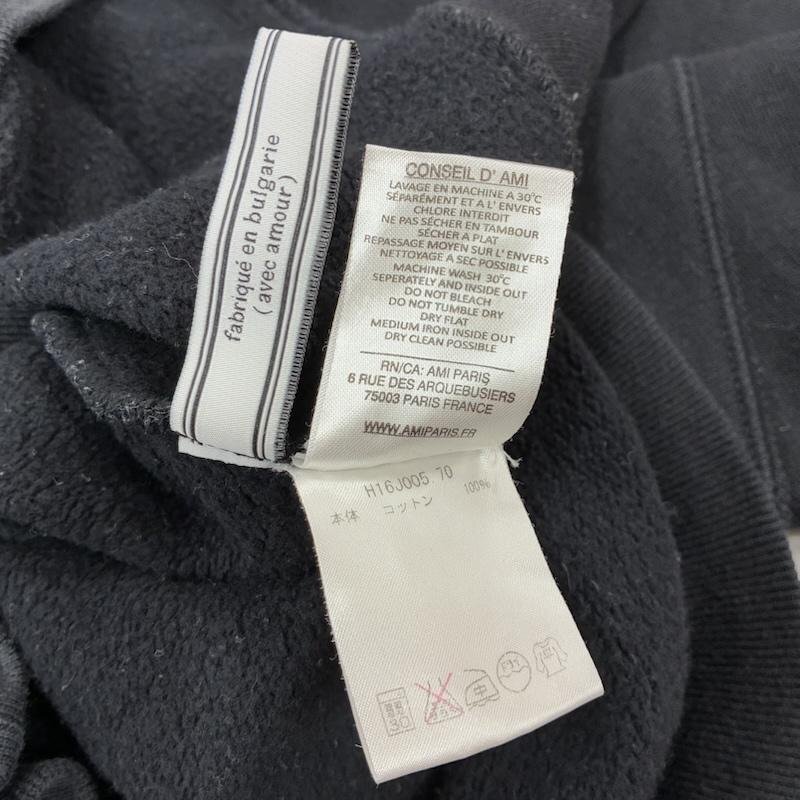 fabriqué en bulgarie
(avec amour)
CONSEIL D' AMI
LAVAGE EN MACHINE A 30°C
SÉPARÉMENT ET A L' ENVERS
CHLORE INTERDIT
NE PAS SÉCHER EN TAMBOUR
SÉCHER A PLAT
REPASSAGE MOYEN SUR L' ENVERS
NETTOYAGE A SEC POSSIBLE
MACHINE WASH 30°C
SEPERATELY AND INSIDE OUT
DO NOT BLEACH
DO NOT TUMBLE DRY
DRY FLAT
MEDIUM IRON INSIDE OUT
DRY CLEAN POSSIBLE
RN/CA: AMI PARIS
6 RUE DES ARQUEBUSIERS
75003 PARIS FRANCE
WWW.AMIPARIS.FR
H16J005.70
本体 コットン 100%
中